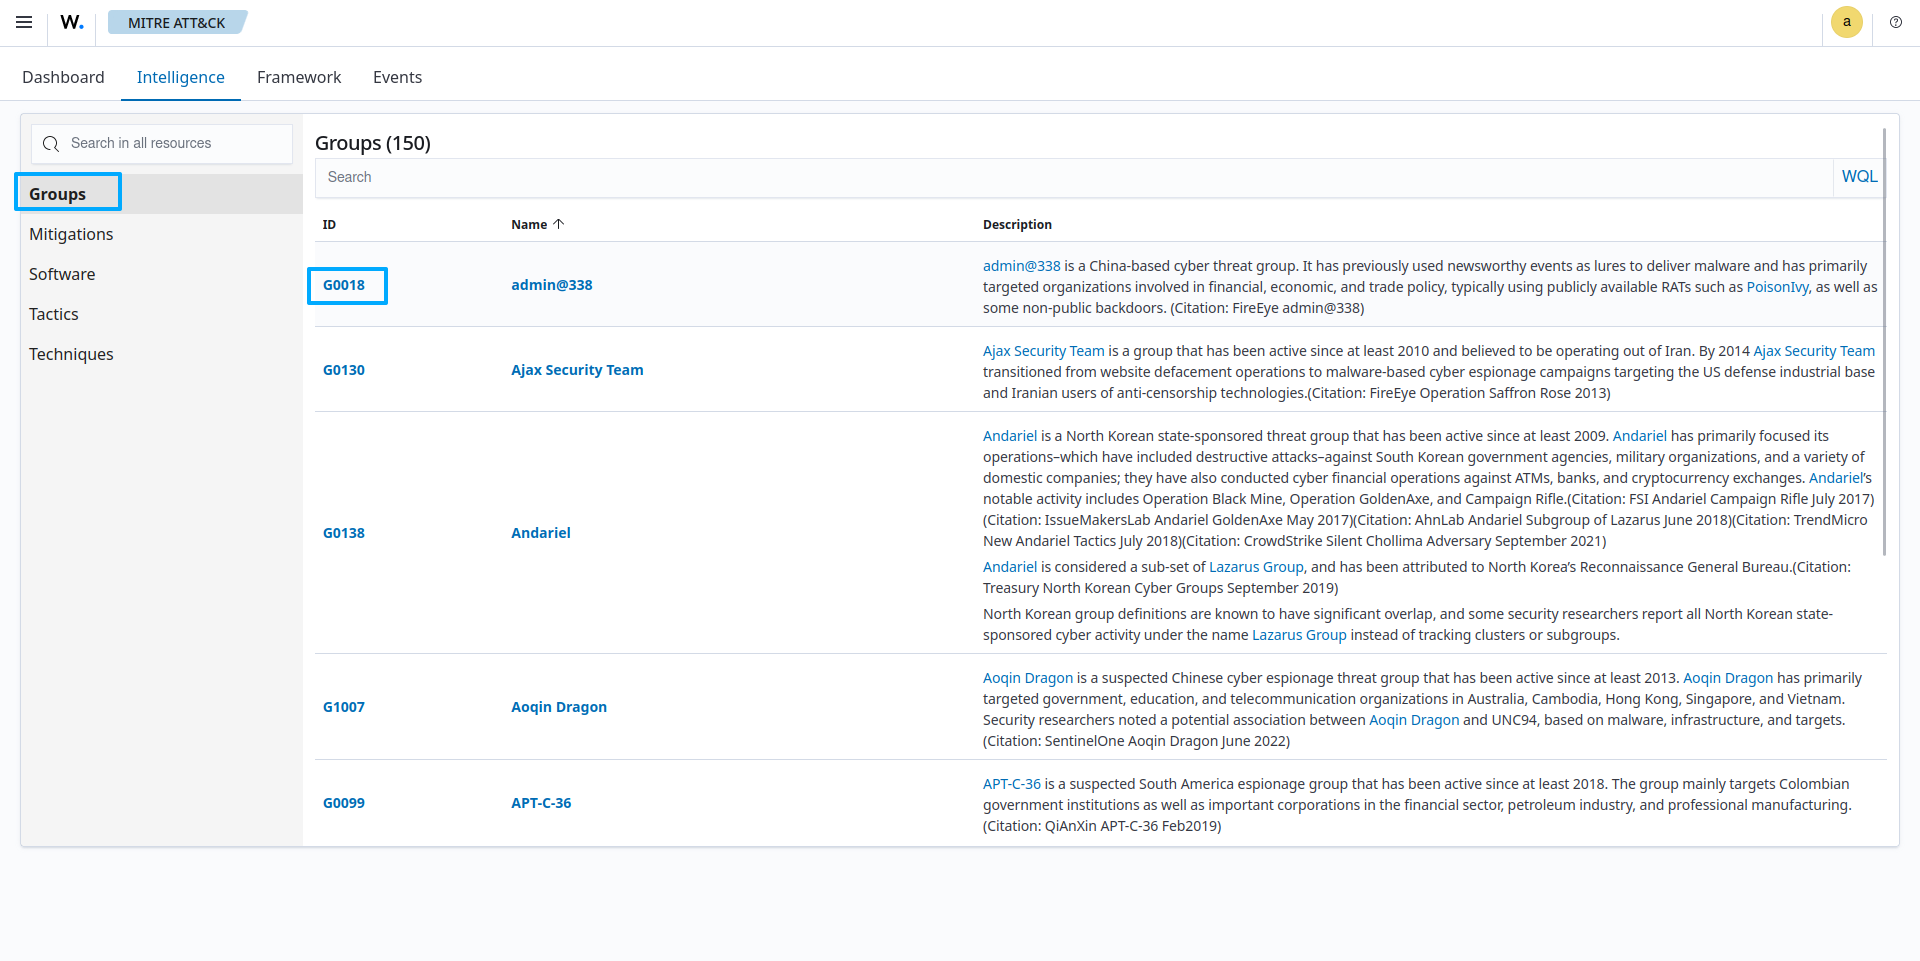 W.
MITRE ATT&CK
a
Dashboard
Intelligence
Framework
Events
Search in all resources
Groups
Mitigations
Software
Tactics
Techniques
Groups (150)
Search
WQL
ID
Name
Description
G0018
admin@338
admin@338 is a China-based cyber threat group. It has previously used newsworthy events as lures to deliver malware and has primarily
targeted organizations involved in financial, economic, and trade policy, typically using publicly available RATs such as PoisonIvy, as well as
some non-public backdoors. (Citation: FireEye admin@338)
G0130
Ajax Security Team
Ajax Security Team is a group that has been active since at least 2010 and believed to be operating out of Iran. By 2014 Ajax Security Team
transitioned from website defacement operations to malware-based cyber espionage campaigns targeting the US defense industrial base
and Iranian users of anti-censorship technologies.(Citation: FireEye Operation Saffron Rose 2013)
G0138
Andariel
Andariel is a North Korean state-sponsored threat group that has been active since at least 2009. Andariel has primarily focused its
operations–which have included destructive attacks–against South Korean government agencies, military organizations, and a variety of
domestic companies; they have also conducted cyber financial operations against ATMs, banks, and cryptocurrency exchanges. Andariel’s
notable activity includes Operation Black Mine, Operation GoldenAxe, and Campaign Rifle.(Citation: FSI Andariel Campaign Rifle July 2017)
(Citation: IssueMakersLab Andariel GoldenAxe May 2017)(Citation: AhnLab Andariel Subgroup of Lazarus June 2018)(Citation: TrendMicro
New Andariel Tactics July 2018)(Citation: CrowdStrike Silent Chollima Adversary September 2021)
Andariel is considered a sub-set of Lazarus Group, and has been attributed to North Korea’s Reconnaissance General Bureau.(Citation:
Treasury North Korean Cyber Groups September 2019)
North Korean group definitions are known to have significant overlap, and some security researchers report all North Korean state-
sponsored cyber activity under the name Lazarus Group instead of tracking clusters or subgroups.
G1007
Aoqin Dragon
Aoqin Dragon is a suspected Chinese cyber espionage threat group that has been active since at least 2013. Aoqin Dragon has primarily
targeted government, education, and telecommunication organizations in Australia, Cambodia, Hong Kong, Singapore, and Vietnam.
Security researchers noted a potential association between Aoqin Dragon and UNC94, based on malware, infrastructure, and targets.
(Citation: SentinelOne Aoqin Dragon June 2022)
G0099
APT-C-36
APT-C-36 is a suspected South America espionage group that has been active since at least 2018. The group mainly targets Colombian
government institutions as well as important corporations in the financial sector, petroleum industry, and professional manufacturing.
(Citation: QiAnXin APT-C-36 Feb2019)